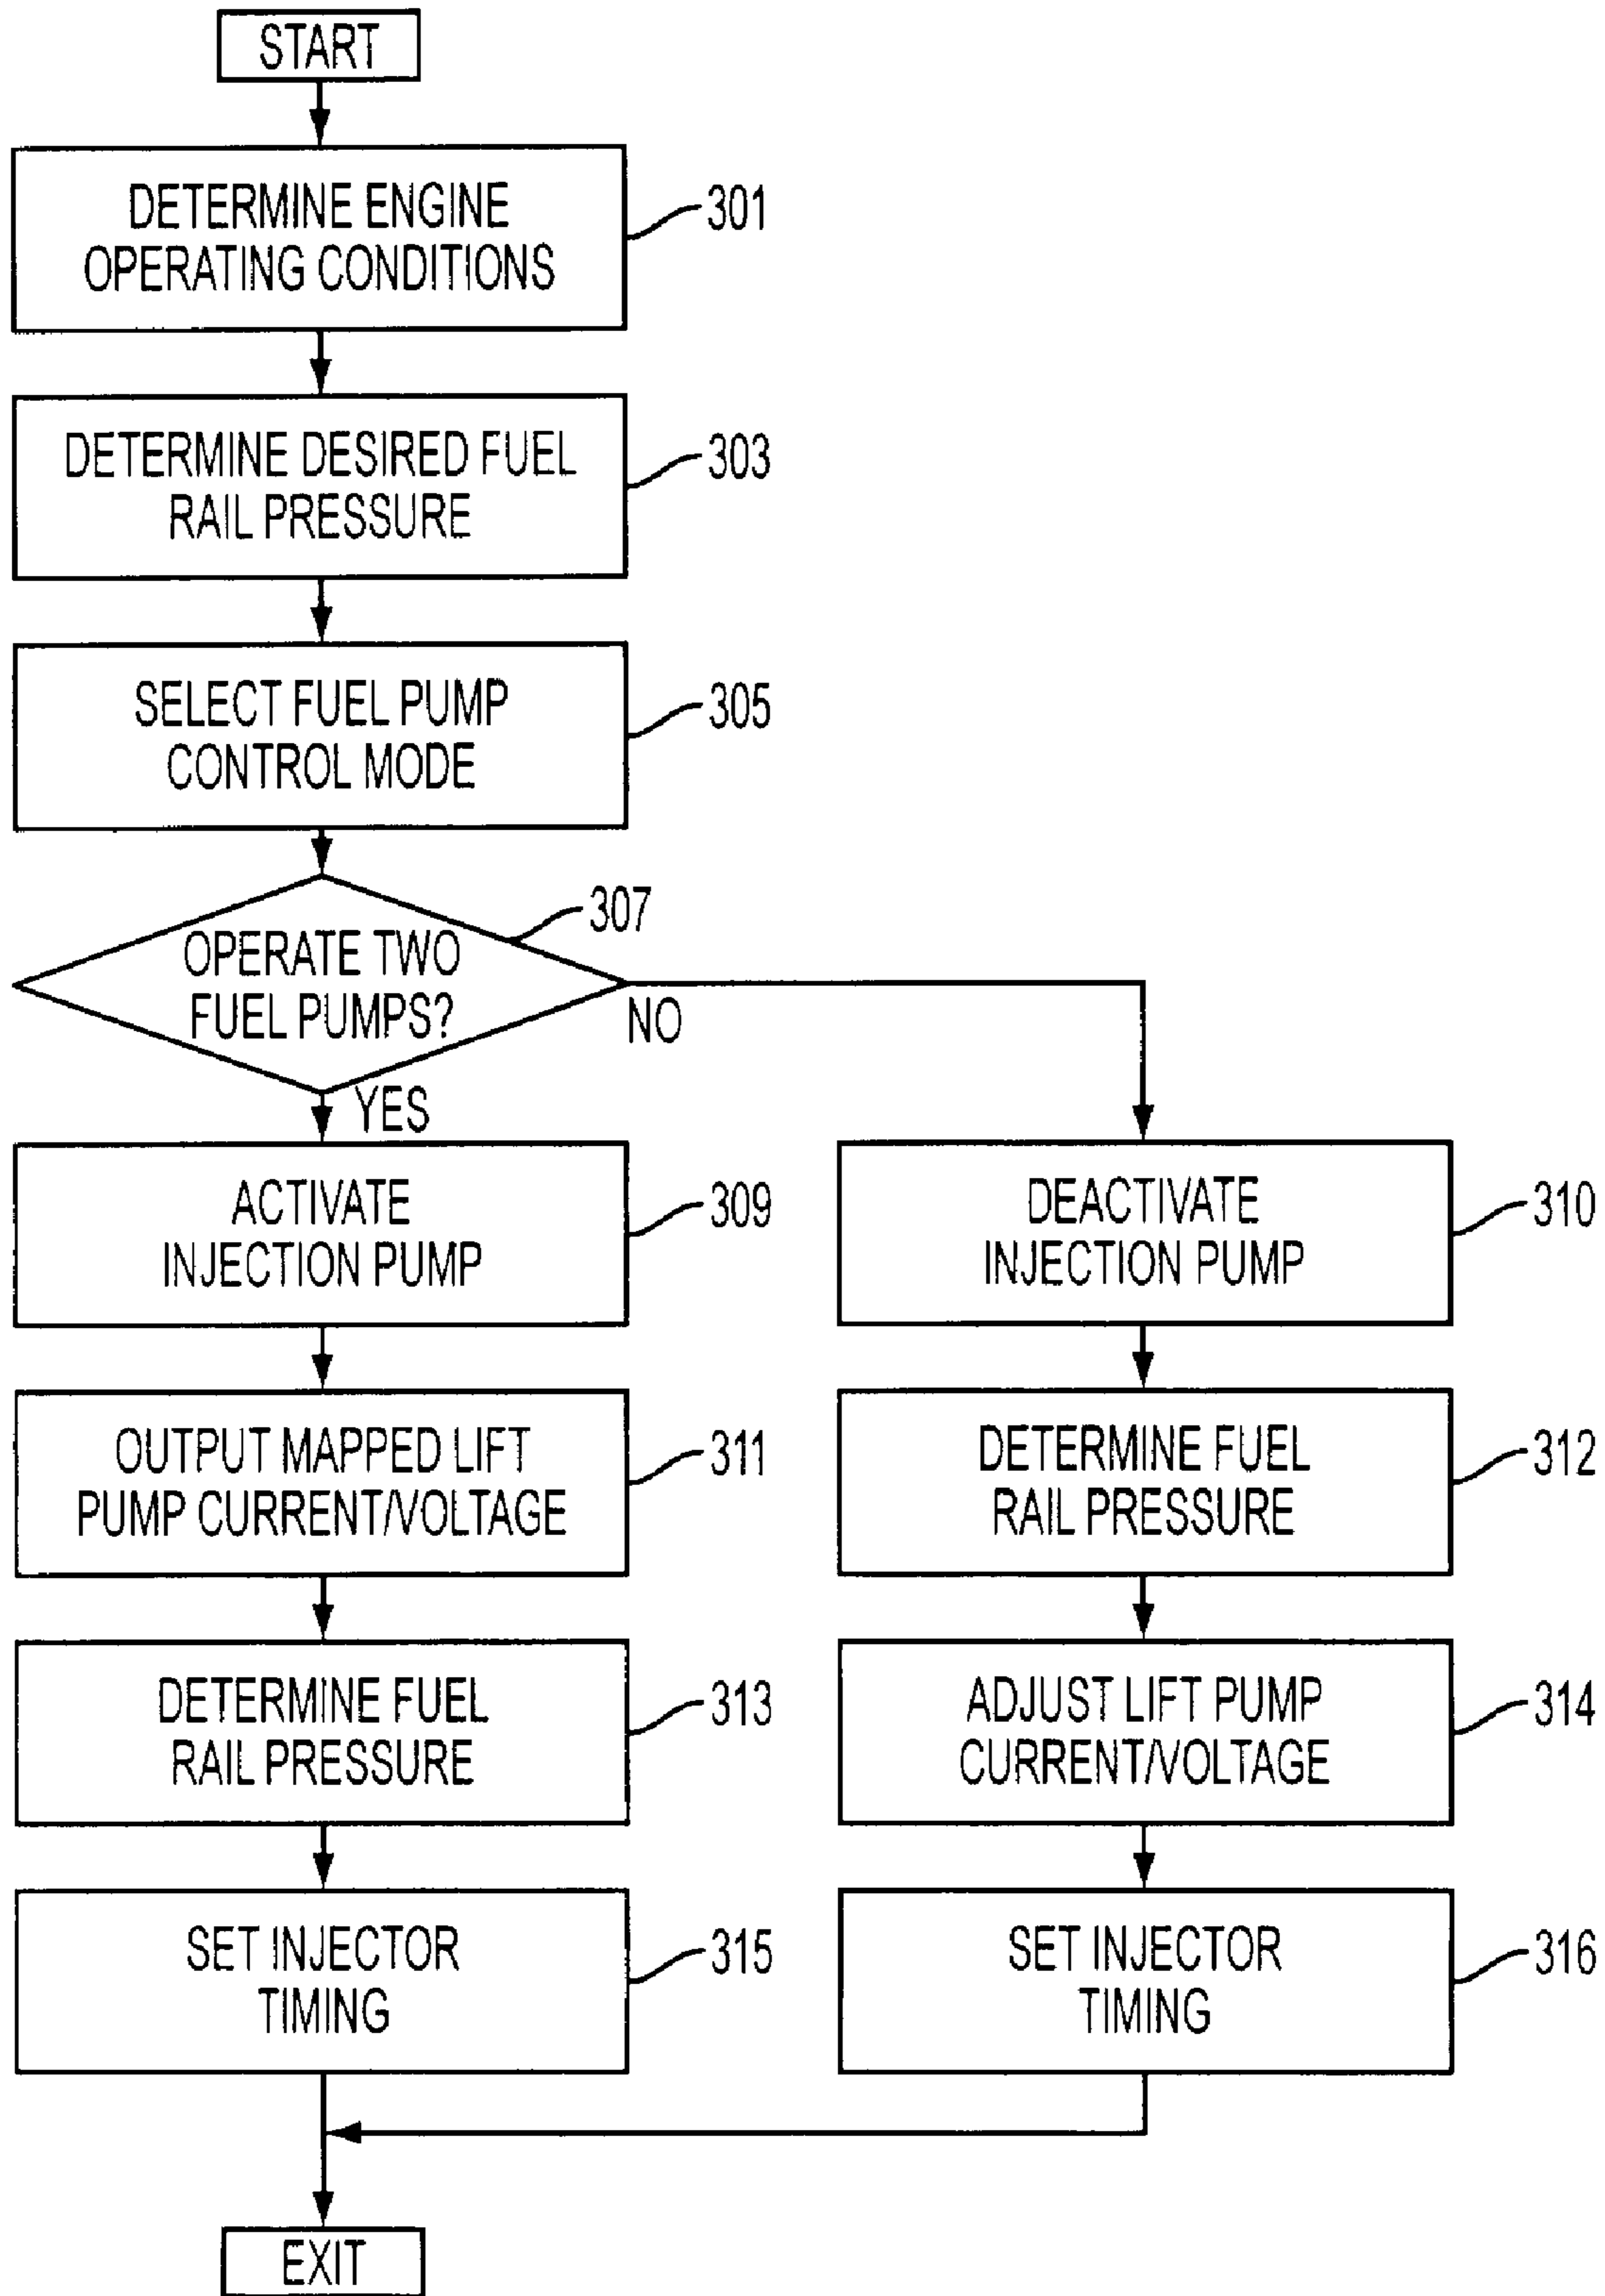 START
DETERMINE ENGINE
OPERATING CONDITIONS
301
DETERMINE DESIRED FUEL
RAIL PRESSURE
303
SELECT FUEL PUMP
CONTROL MODE
305
OPERATE TWO
FUEL PUMPS?
307
NO
YES
ACTIVATE
INJECTION PUMP
309
DEACTIVATE
INJECTION PUMP
310
OUTPUT MAPPED LIFT
PUMP CURRENT/VOLTAGE
311
DETERMINE FUEL
RAIL PRESSURE
312
DETERMINE FUEL
RAIL PRESSURE
313
ADJUST LIFT PUMP
CURRENT/VOLTAGE
314
SET INJECTOR
TIMING
315
SET INJECTOR
TIMING
316
EXIT